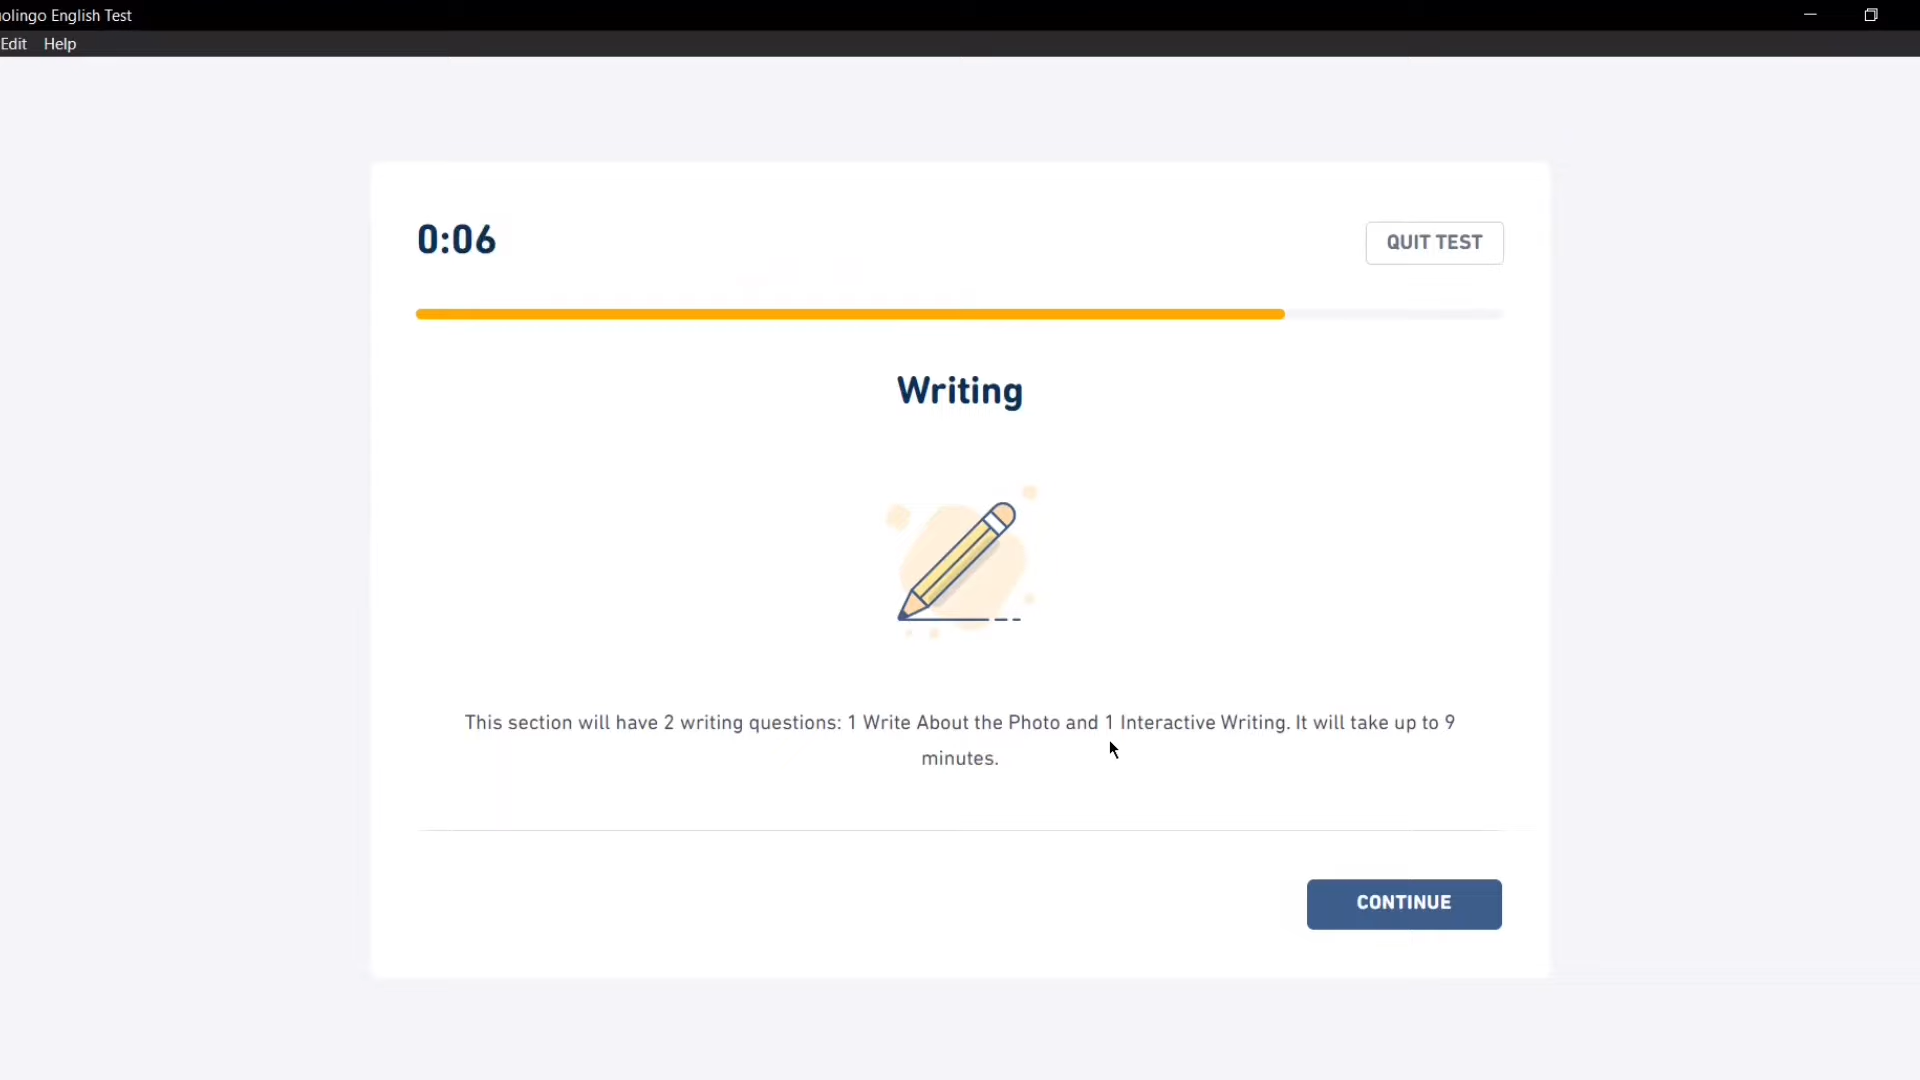 English Test
Edit Help
0:06
QUIT TEST
Writing
This section will have 2 writing questions: 1 Write About the Photo and 1 Interactive Writing. It will take up to 9
minutes.
CONTINUE